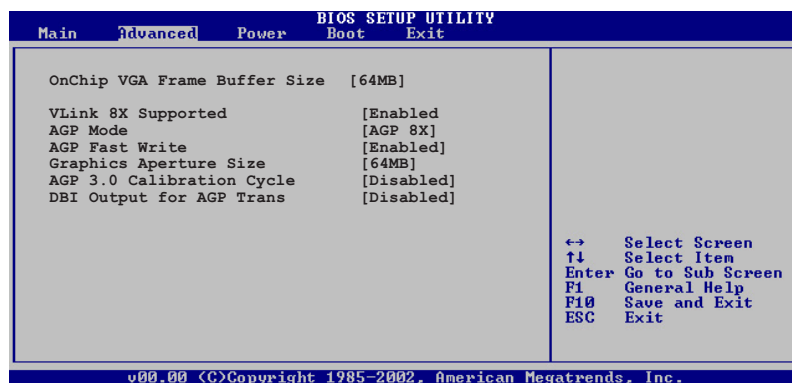 BIOS SETUP UTILITY
Main Advanced Power Boot Exit
OnChip VGA Frame Buffer Size [64MB]
VLink 8X Supported [Enabled
AGP Mode [AGP 8X]
AGP Fast Write [Enabled]
Graphics Aperture Size [64MB]
AGP 3.0 Calibration Cycle [Disabled]
DBI Output for AGP Trans [Disabled]
←→ Select Screen
↑↓ Select Item
Enter Go to Sub Screen
F1 General Help
F10 Save and Exit
ESC Exit
v00.00 (C)Copyright 1985-2002, American Megatrends, Inc.